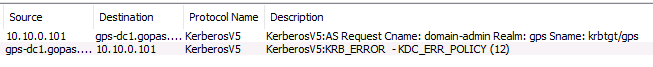 Source Destination Protocol Name Description
10.10.0.101 gps-dc1.gopas.... KerberosV5 KerberosV5:AS Request Cname: domain-admin Realm: gps Sname: krbtgt/gps
gps-dc1.gopas.... 10.10.0.101 KerberosV5 KerberosV5:KRB_ERROR - KDC_ERR_POLICY (12)